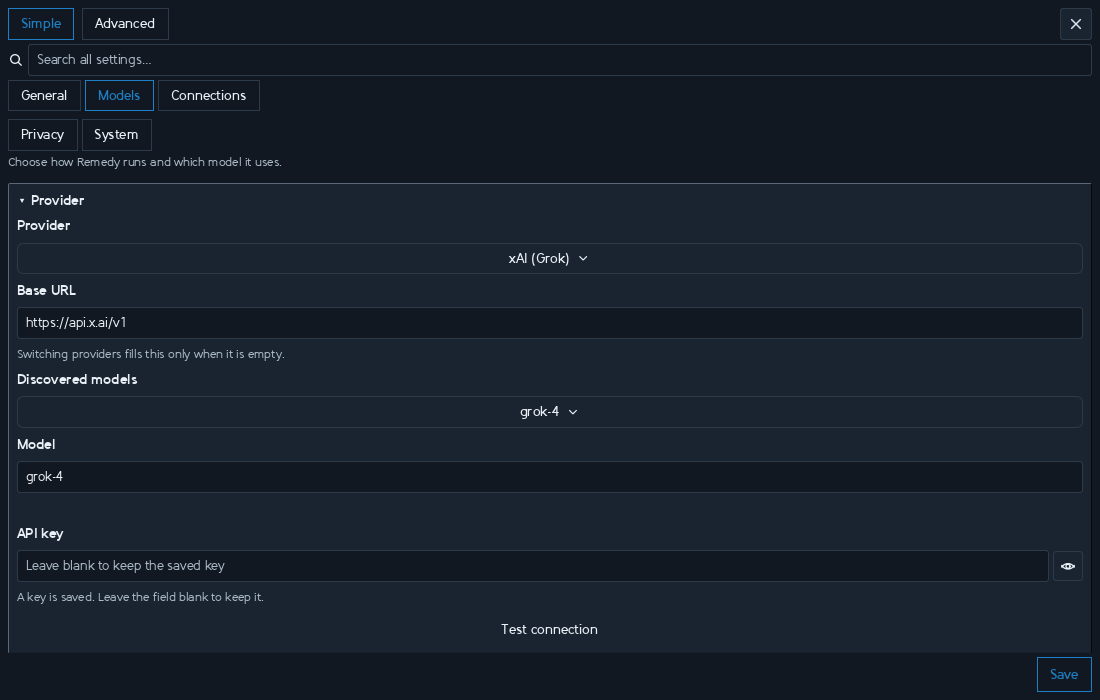 Simple
Advanced
Search all settings...
General
Models
Connections
Privacy
System
Choose how Remedy runs and which model it uses.
Provider
Provider
xAI (Grok)
Base URL
https://api.x.ai/v1
Switching providers fills this only when it is empty.
Discovered models
grok-4
Model
grok-4
API key
Leave blank to keep the saved key
A key is saved. Leave the field blank to keep it.
Test connection
Save